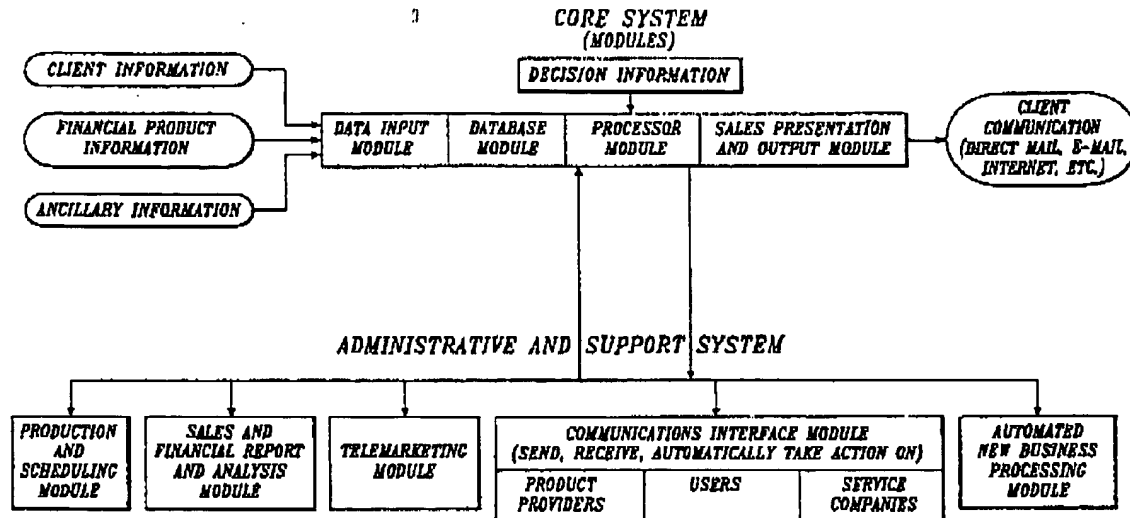 CORE SYSTEM
(MODULES)
CLIENT INFORMATION
DECISION INFORMATION
FINANCIAL PRODUCT
INFORMATION
DATA INPUT
MODULE
DATABASE
MODULE
PROCESSOR
MODULE
SALES PRESENTATION
AND OUTPUT MODULE
CLIENT
COMMUNICATION
(DIRECT MAIL, E-MAIL,
INTERNET, ETC.)
ANCILLARY INFORMATION
ADMINISTRATIVE AND SUPPORT SYSTEM
PRODUCTION
AND
SCHEDULING
MODULE
SALES AND
FINANCIAL REPORT
AND ANALYSIS
MODULE
TELEMARKETING
MODULE
COMMUNICATIONS INTERFACE MODULE
(SEND, RECEIVE, AUTOMATICALLY TAKE ACTION ON)
PRODUCT
PROVIDERS
USERS
SERVICE
COMPANIES
AUTOMATED
NEW BUSINESS
PROCESSING
MODULE